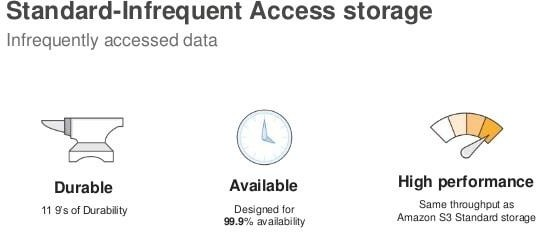 Standard-Infrequent Access storage
Infrequently accessed data
Durable
11 9's of Durability
Available
Designed for
99.9% availability
High performance
Same throughput as
Amazon S3 Standard storage